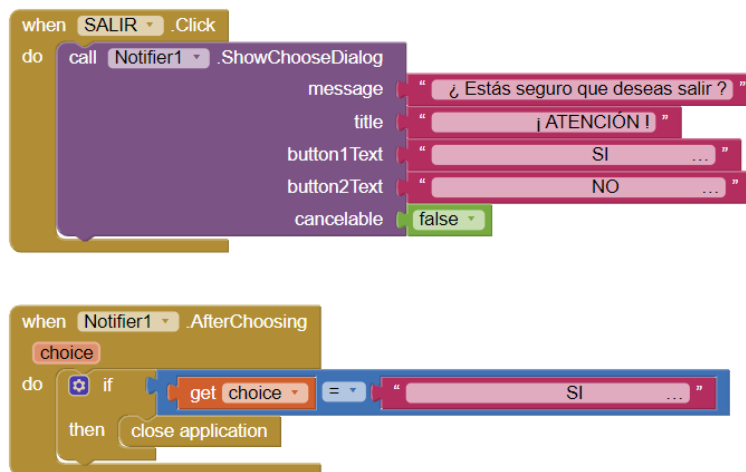 when SALIR .Click
do call Notifier1 .ShowChooseDialog
message " ¿ Estás seguro que deseas salir ? "
title " ¡ ATENCIÓN ! "
button1Text " SI ... "
button2Text " NO ... "
cancelable false
when Notifier1 .AfterChoosing
choice
do if get choice = " SI ... "
then close application